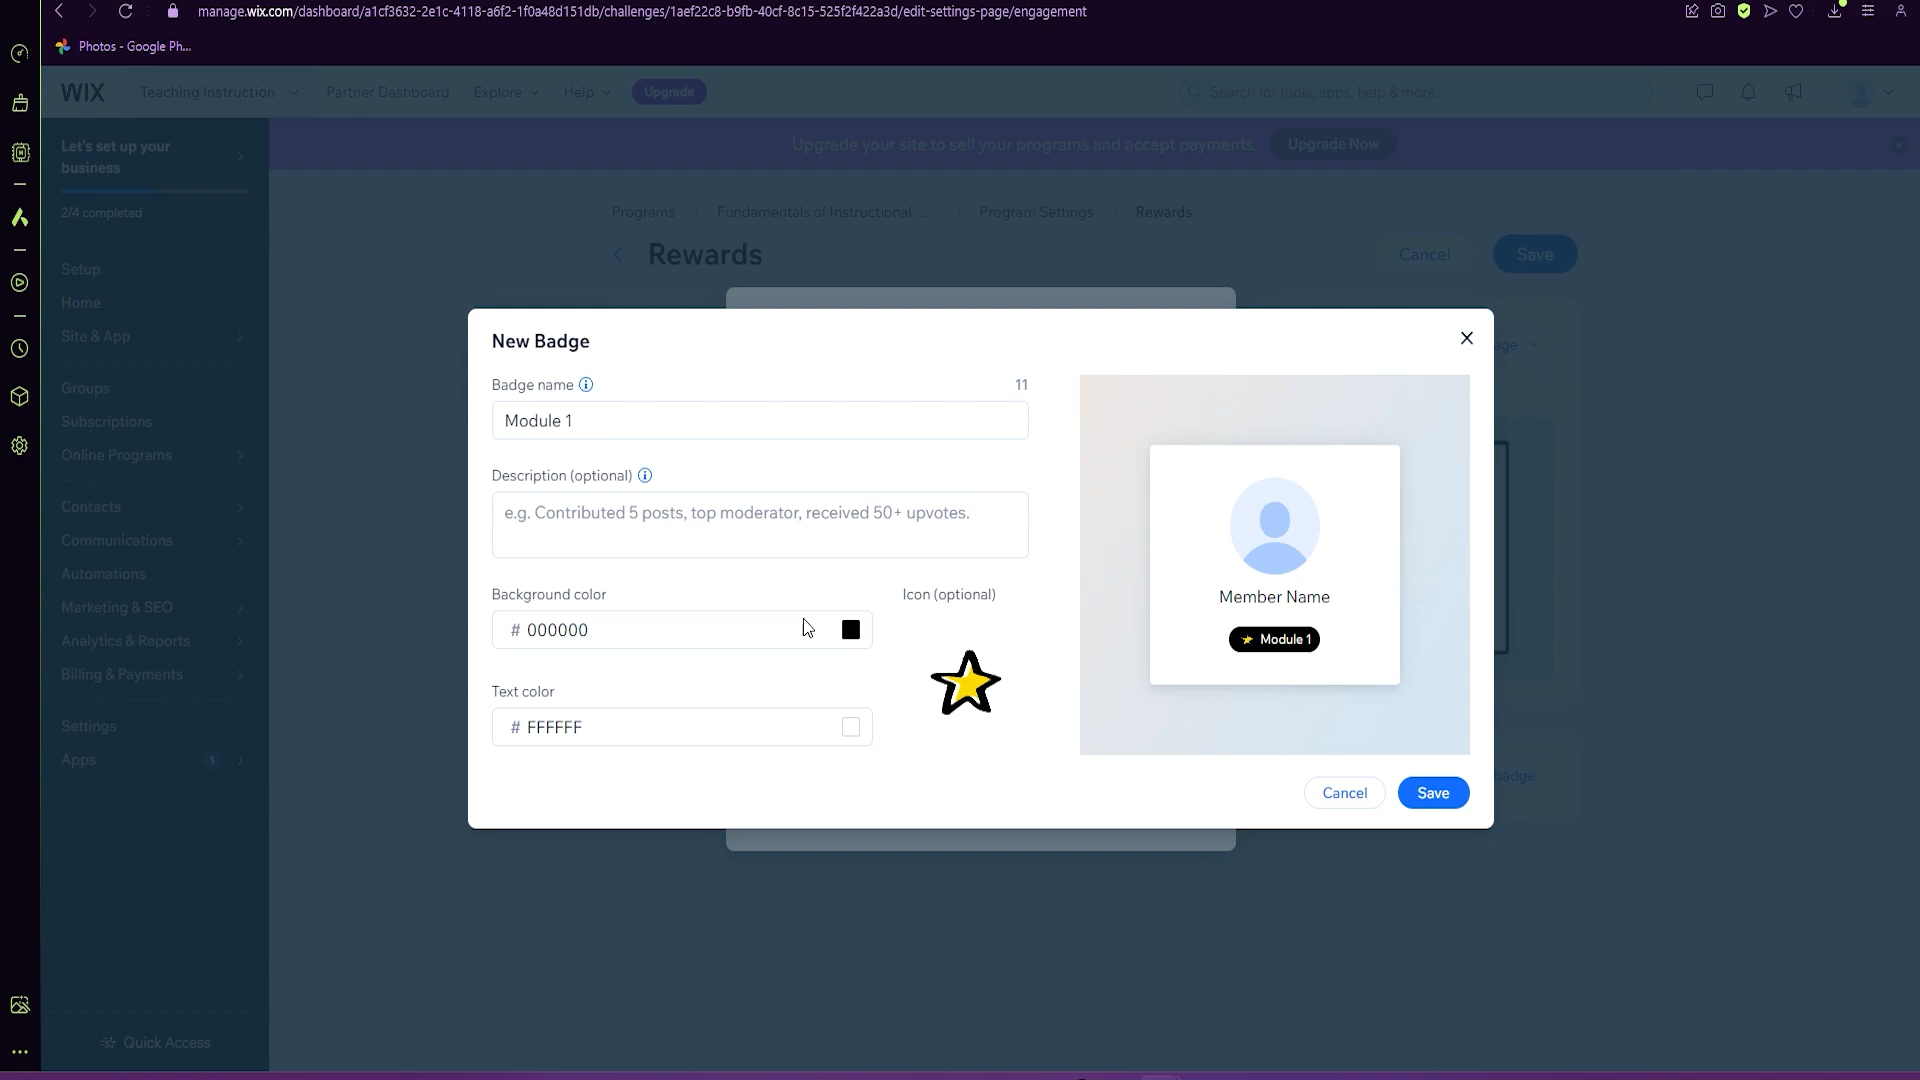 manage.wix.com/dashboard/a1cf3632-2e1c-4118-a6f2-1f0a48d151db/challenges/1aef22c8-b9fb-40cf-8c15-525f2f422a3d/edit-settings-page/engagement
Photos - Google Ph...
WIX
Teaching Instruction
Partner Dashboard
Explore
Help
Upgrade
Search for tools, apps, help & more...
Let's set up your
business
2/4 completed
Upgrade your site to sell your programs and accept payments.
Upgrade Now
Setup
Home
Site & App
Groups
Subscriptions
Online Programs
Contacts
Communications
Automations
Marketing & SEO
Analytics & Reports
Billing & Payments
Settings
Apps 1
Quick Access
Programs
Fundamentals of Instructional ...
Program Settings
Rewards
Rewards
Cancel
Save
New Badge
Badge name
11
Module 1
Description (optional)
e.g. Contributed 5 posts, top moderator, received 50+ upvotes.
Background color
Icon (optional)
# 000000
Text color
# FFFFFF
Member Name
Module 1
Cancel
Save
badge